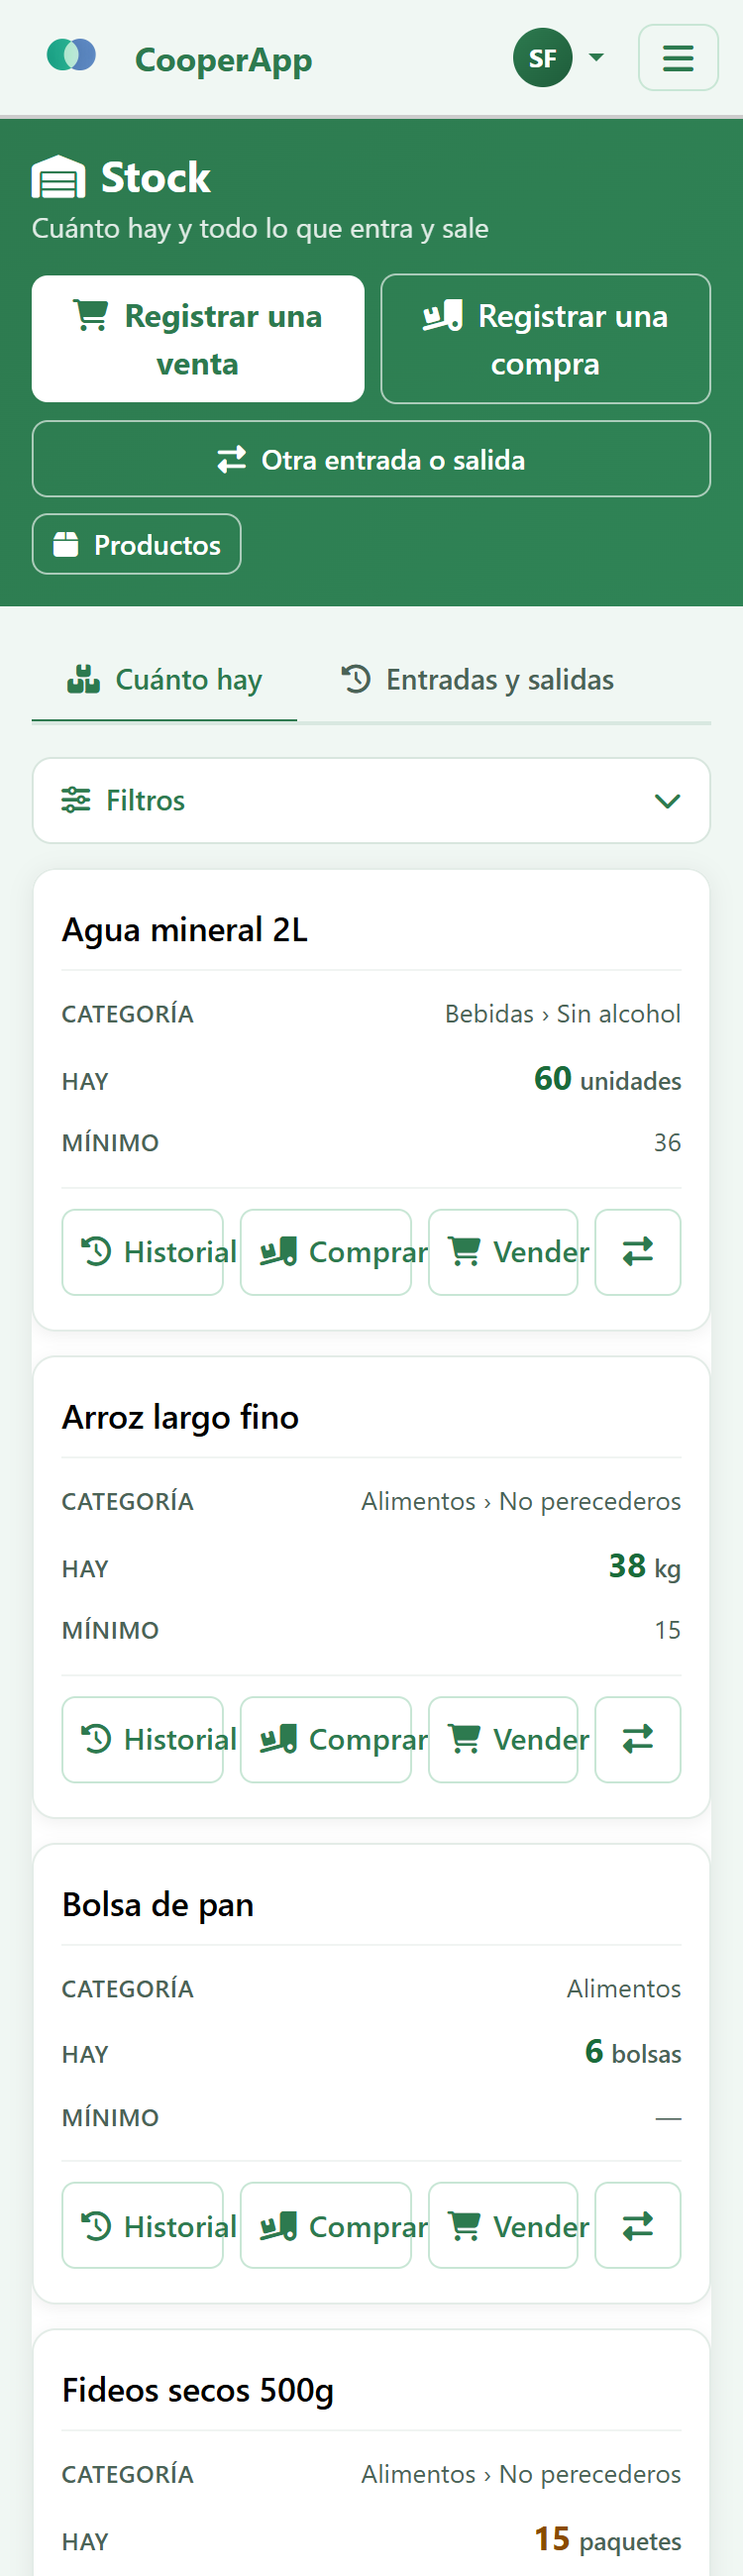 CooperApp
SF
Stock
Cuánto hay y todo lo que entra y sale
Registrar una
venta
Registrar una
compra
Otra entrada o salida
Productos
Cuánto hay
Entradas y salidas
Filtros
Agua mineral 2L
CATEGORÍA
Bebidas › Sin alcohol
HAY
60 unidades
MÍNIMO
36
Historial
Comprar
Vender
Arroz largo fino
CATEGORÍA
Alimentos › No perecederos
HAY
38 kg
MÍNIMO
15
Historial
Comprar
Vender
Bolsa de pan
CATEGORÍA
Alimentos
HAY
6 bolsas
MÍNIMO
—
Historial
Comprar
Vender
Fideos secos 500g
CATEGORÍA
Alimentos › No perecederos
HAY
15 paquetes